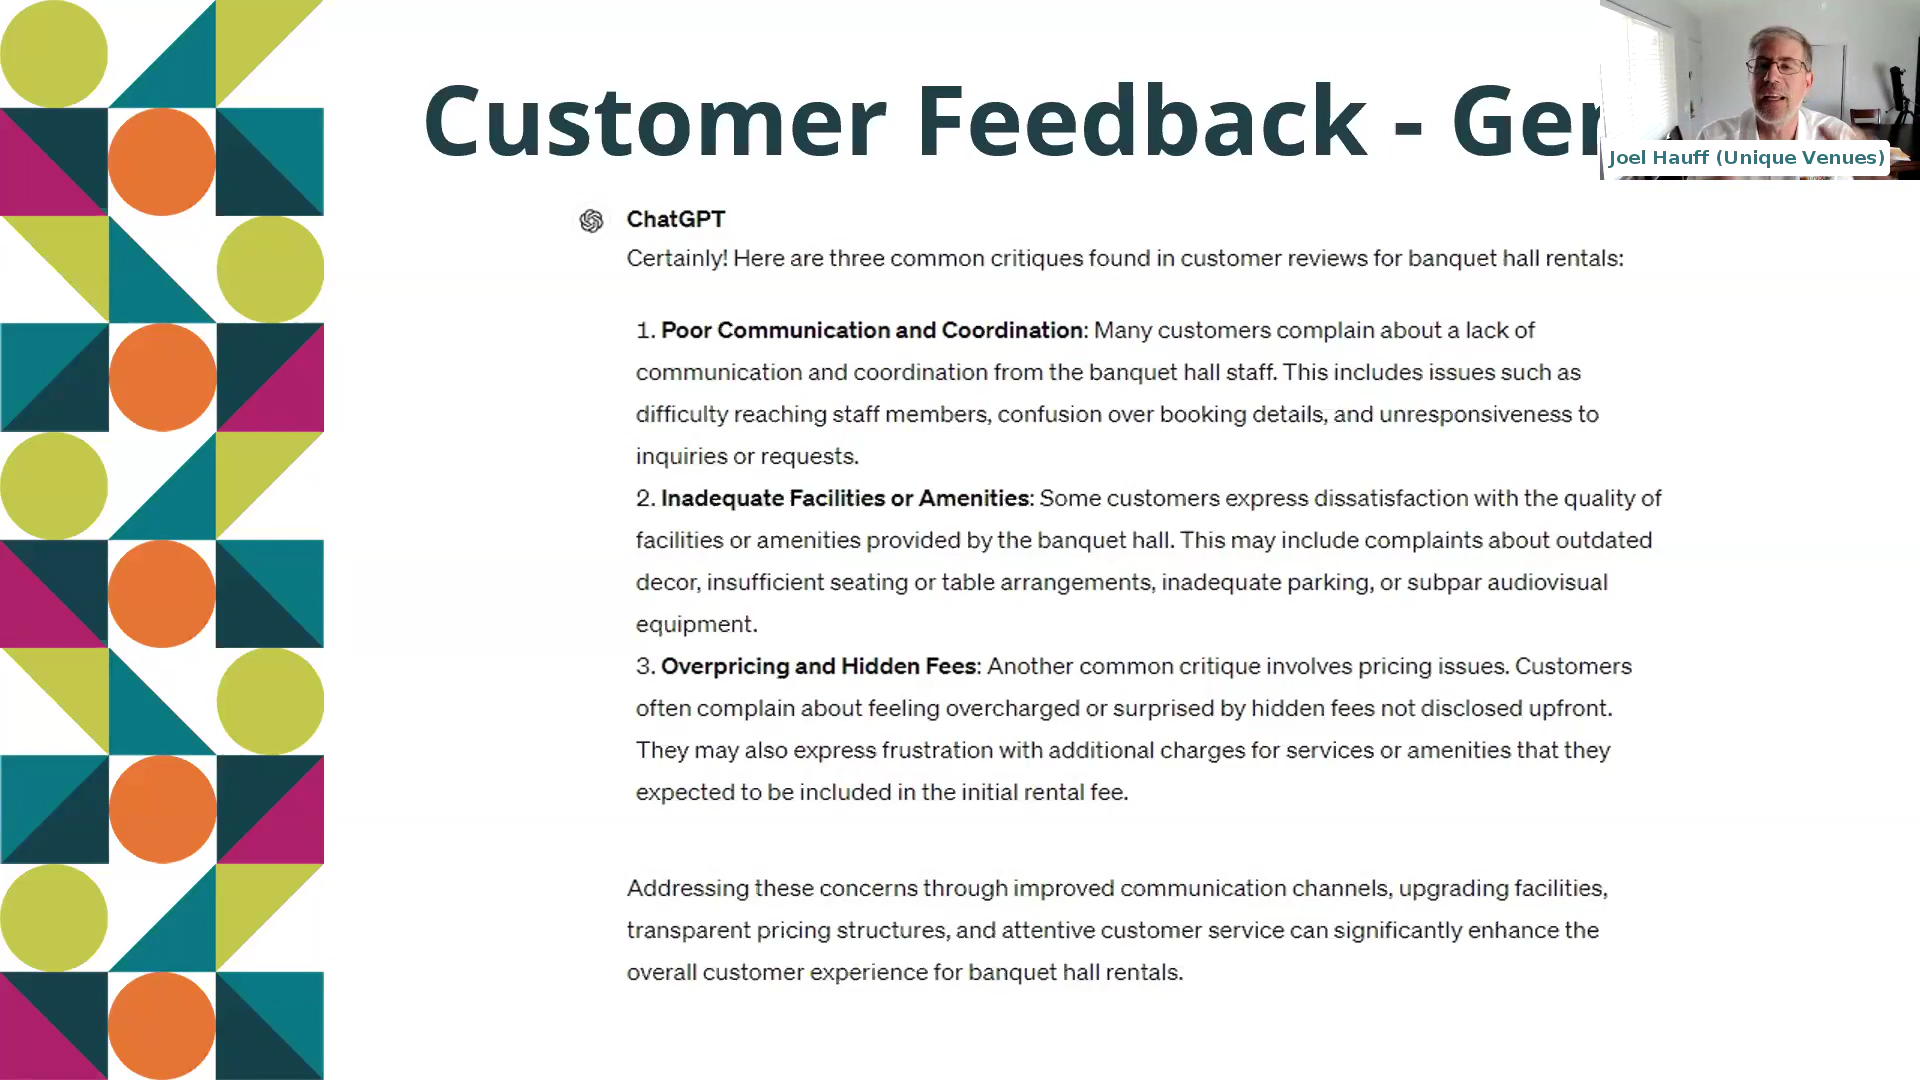 Customer Feedback - Ger
Joel Hauff (Unique Venues)
ChatGPT
Certainly! Here are three common critiques found in customer reviews for banquet hall rentals:
1. Poor Communication and Coordination: Many customers complain about a lack of
communication and coordination from the banquet hall staff. This includes issues such as
difficulty reaching staff members, confusion over booking details, and unresponsiveness to
inquiries or requests.
2. Inadequate Facilities or Amenities: Some customers express dissatisfaction with the quality of
facilities or amenities provided by the banquet hall. This may include complaints about outdated
decor, insufficient seating or table arrangements, inadequate parking, or subpar audiovisual
equipment.
3. Overpricing and Hidden Fees: Another common critique involves pricing issues. Customers
often complain about feeling overcharged or surprised by hidden fees not disclosed upfront.
They may also express frustration with additional charges for services or amenities that they
expected to be included in the initial rental fee.
Addressing these concerns through improved communication channels, upgrading facilities,
transparent pricing structures, and attentive customer service can significantly enhance the
overall customer experience for banquet hall rentals.